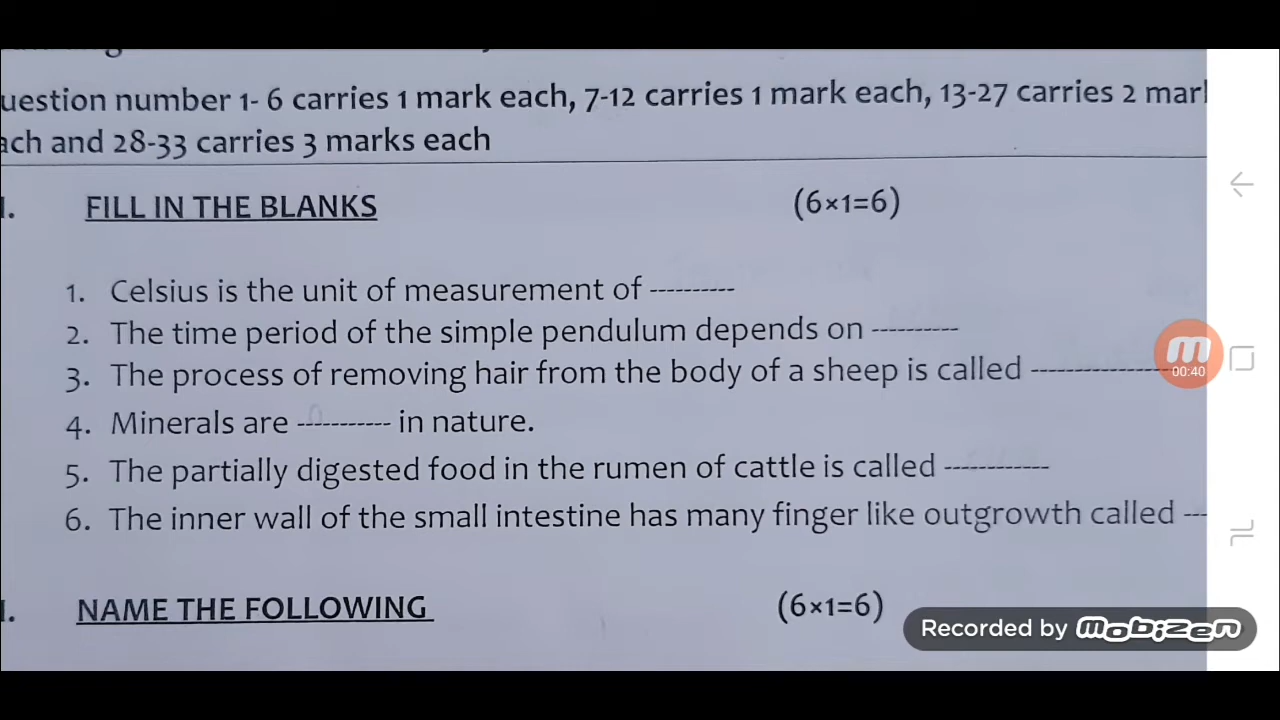 uestion number 1- 6 carries 1 mark each, 7-12 carries 1 mark each, 13-27 carries 2 mar
ach and 28-33 carries 3 marks each
I. FILL IN THE BLANKS (6×1=6)
1. Celsius is the unit of measurement of ----------
2. The time period of the simple pendulum depends on ----------
3. The process of removing hair from the body of a sheep is called ----------------
00:40
4. Minerals are ----------- in nature.
5. The partially digested food in the rumen of cattle is called ------------
6. The inner wall of the small intestine has many finger like outgrowth called ---
I. NAME THE FOLLOWING (6×1=6)
Recorded by mobizen